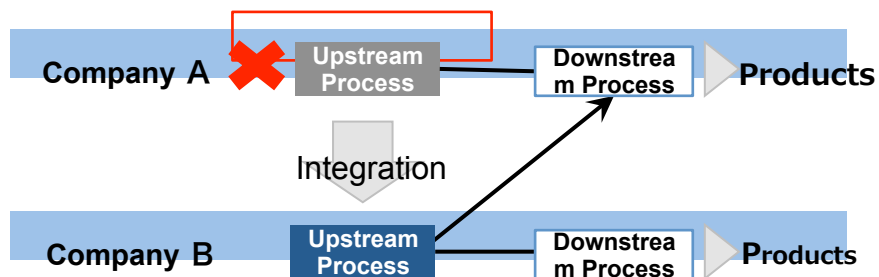 Company A
Upstream
Process
Downstrea
m Process
Products
Integration
Company B
Upstream
Process
Downstrea
m Process
Products